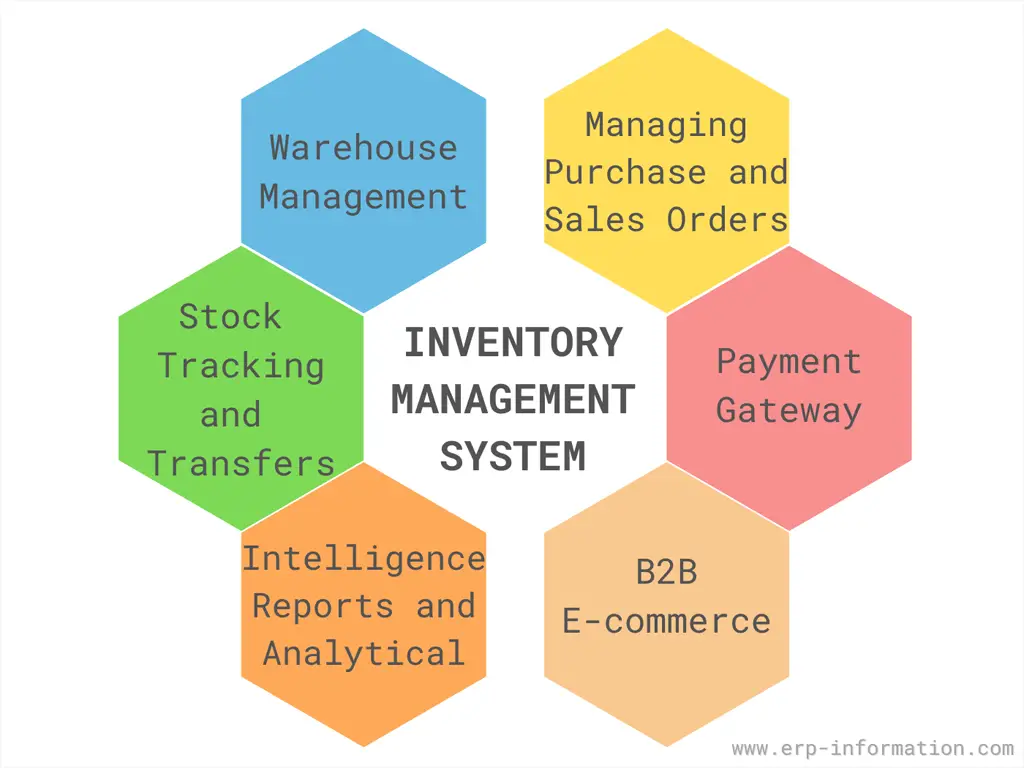 Warehouse
Management
Managing
Purchase and
Sales Orders
Stock
Tracking
and
Transfers
INVENTORY
MANAGEMENT
SYSTEM
Payment
Gateway
Intelligence
Reports and
Analytical
B2B
E-commerce
www.erp-information.com